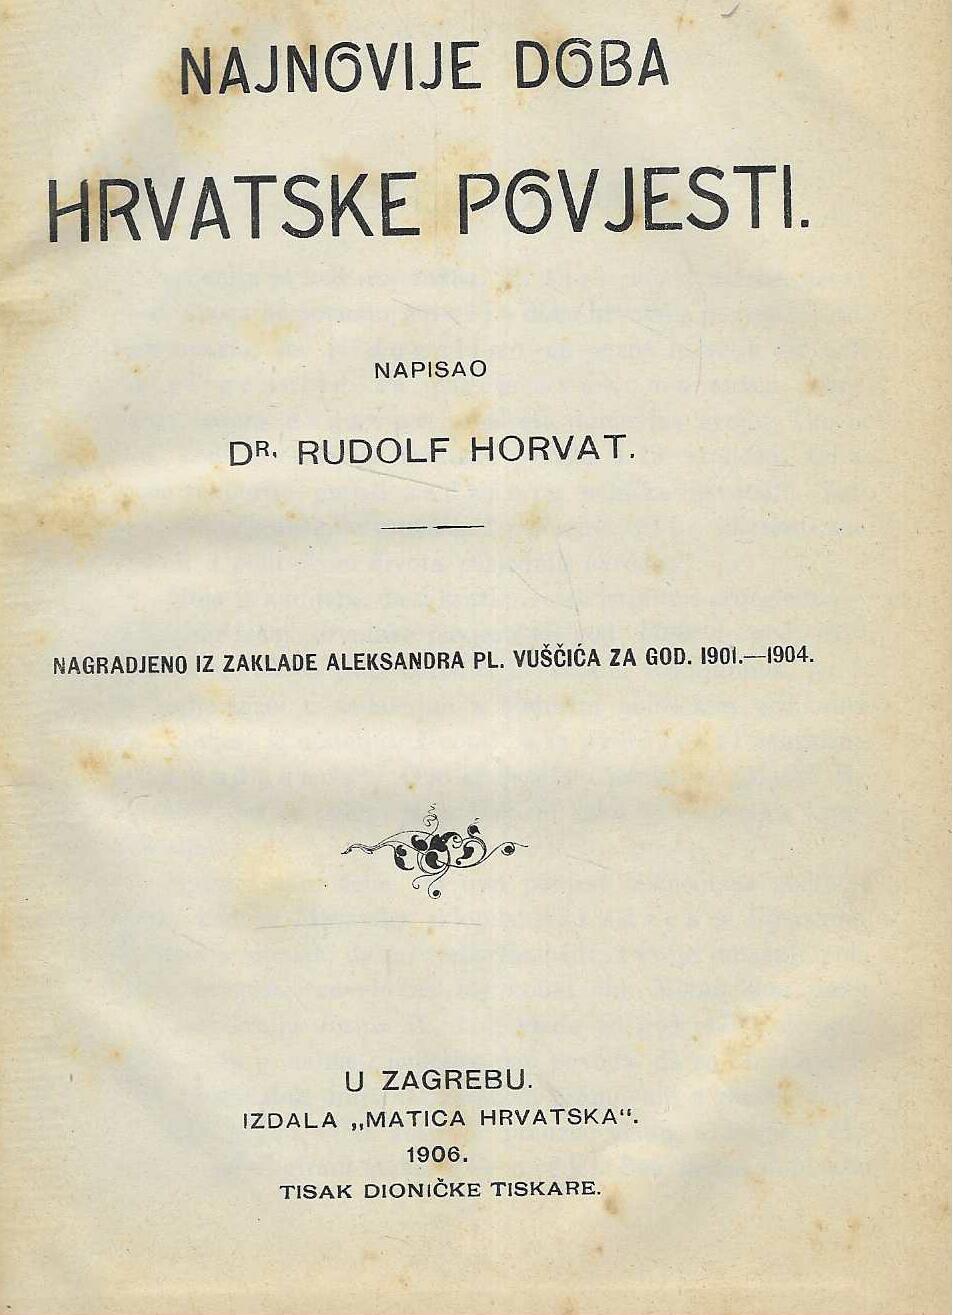 NAJNOVIJE DOBA
HRVATSKE POVJESTI.
NAPISAO
DR. RUDOLF HORVAT.
NAGRADJENO IZ ZAKLADE ALEKSANDRA PL. VUŠČIĆA ZA GOD. 1901.—1904.
U ZAGREBU.
IZDALA „MATICA HRVATSKA“.
1906.
TISAK DIONIČKE TISKARE.